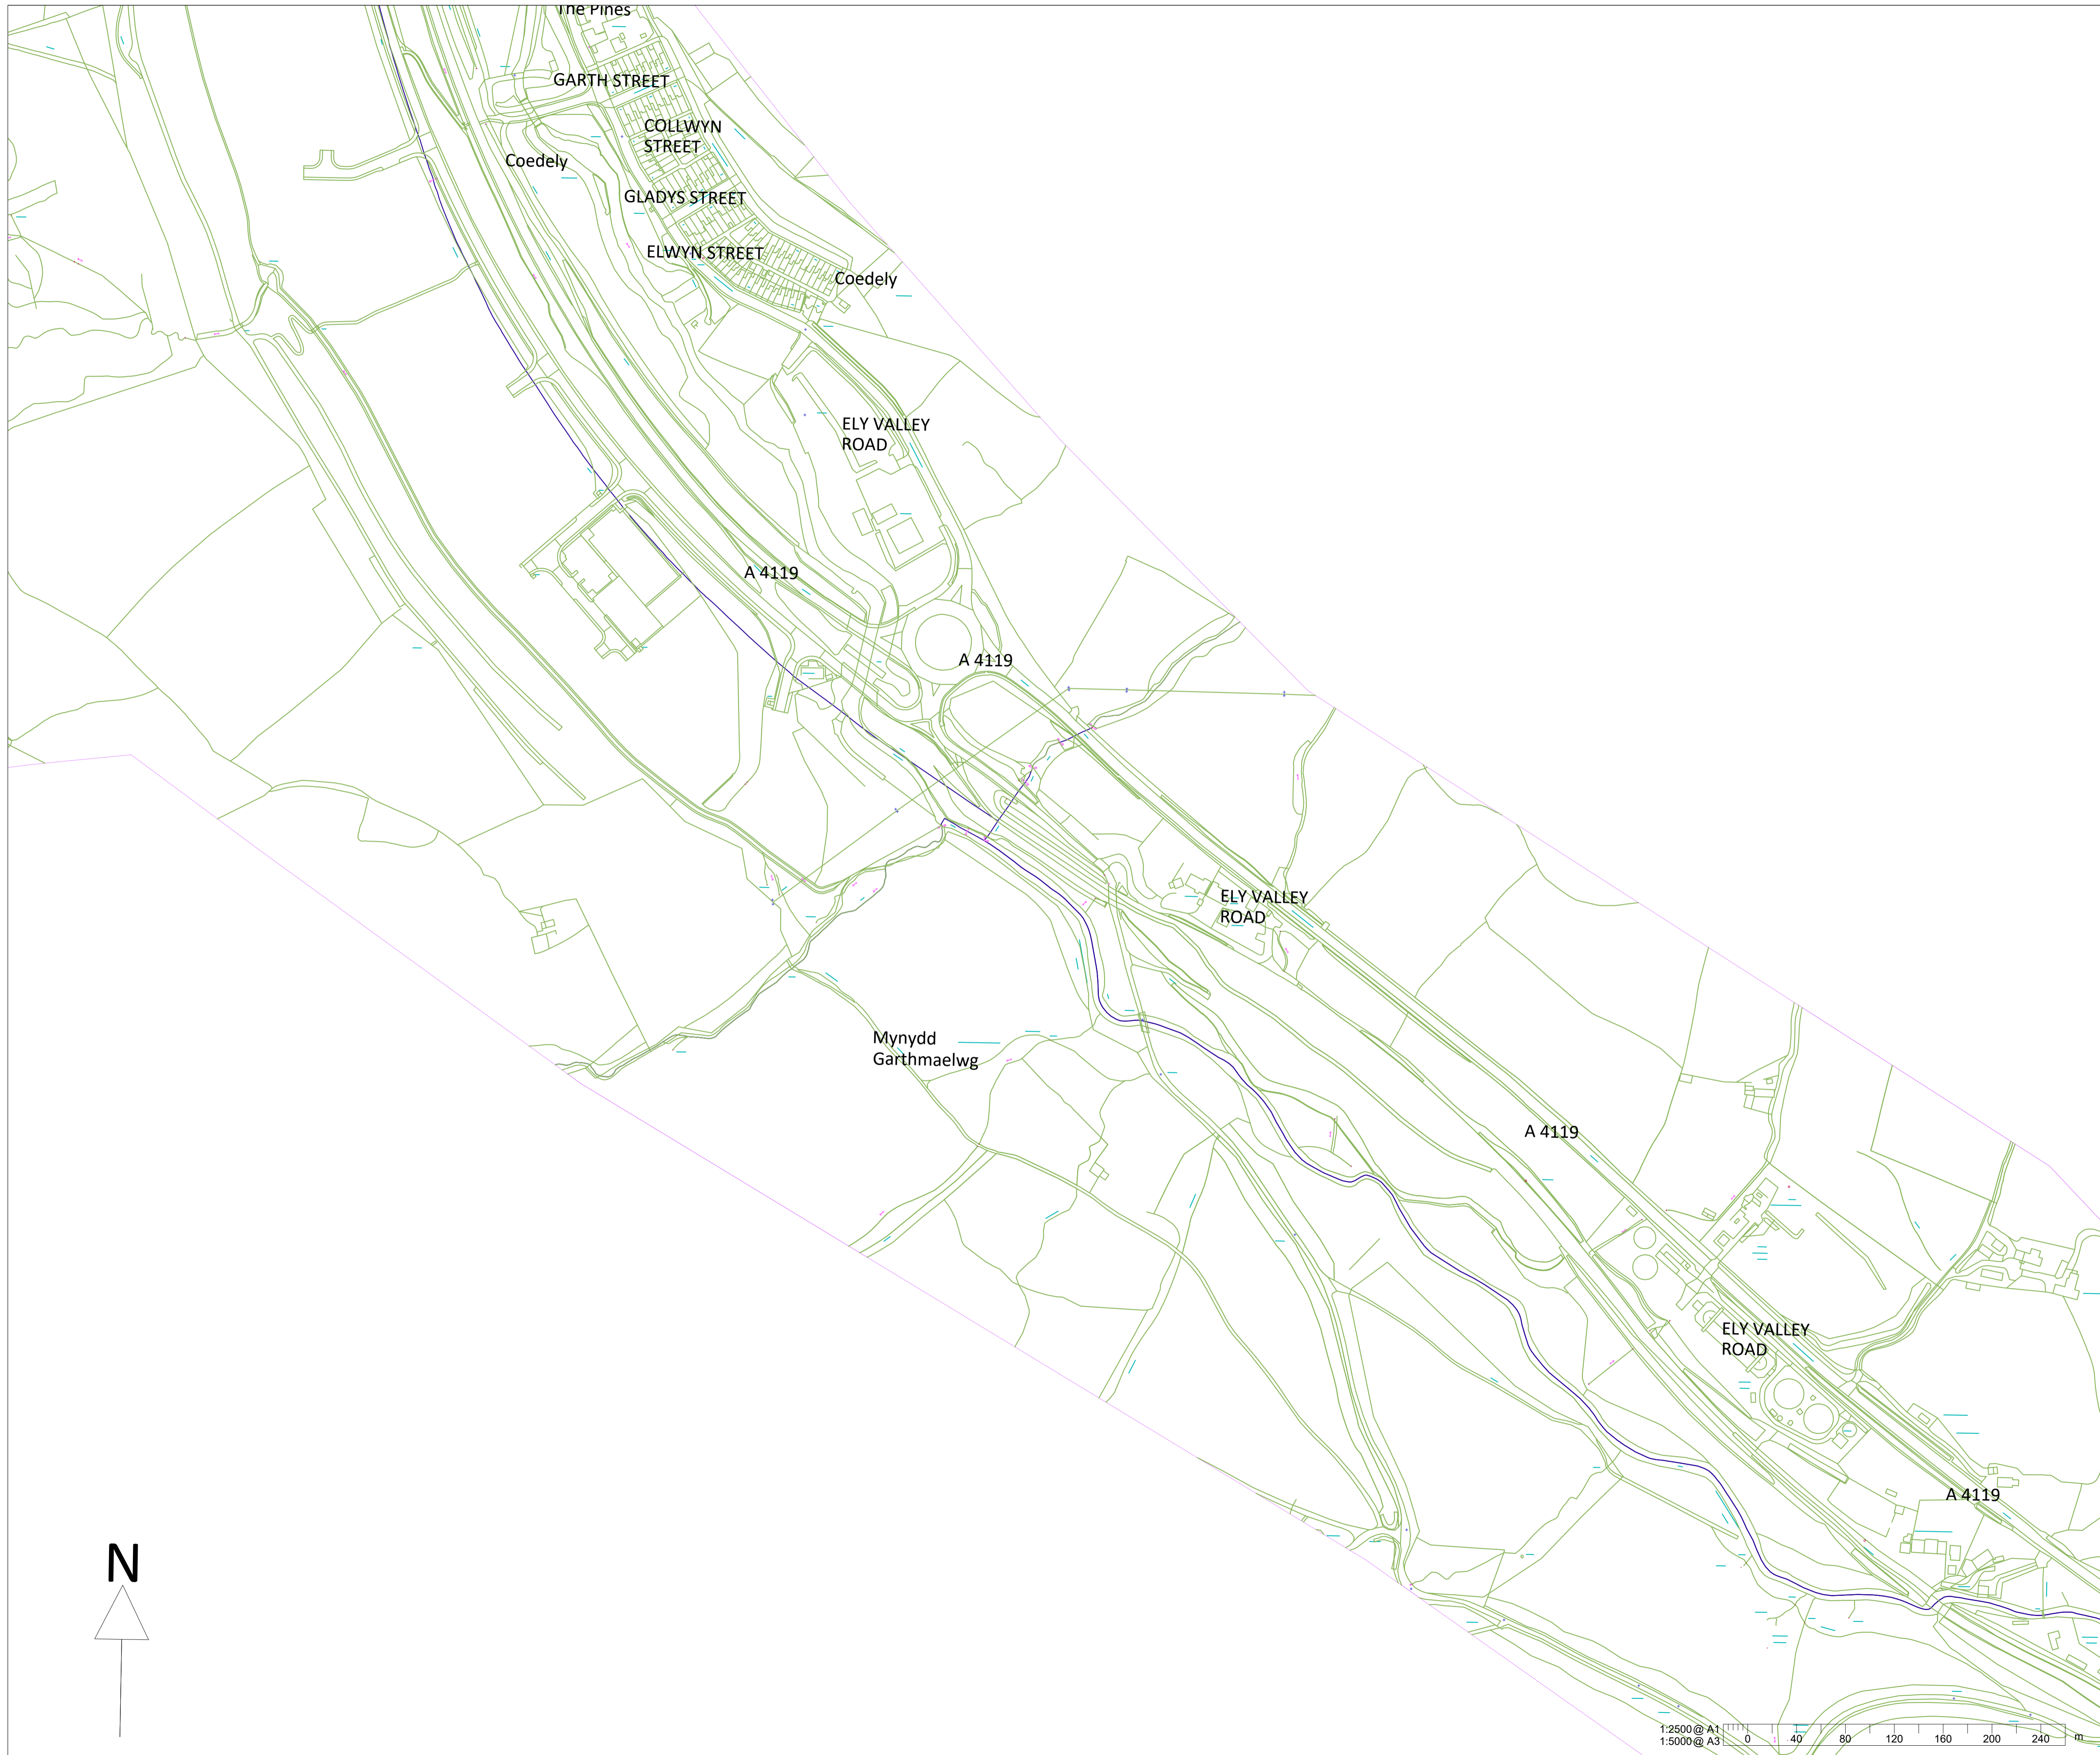 The Pines
GARTH STREET
COLLWYN
STREET
Coedely
GLADYS STREET
ELWYN STREET
Coedely
ELY VALLEY
ROAD
A 4119
A 4119
ELY VALLEY
ROAD
Mynydd
Garthmaelwg
A 4119
ELY VALLEY
ROAD
A 4119
N
1:2500 @ A1
1:5000 @ A3
0 40 80 120 160 200 240 m